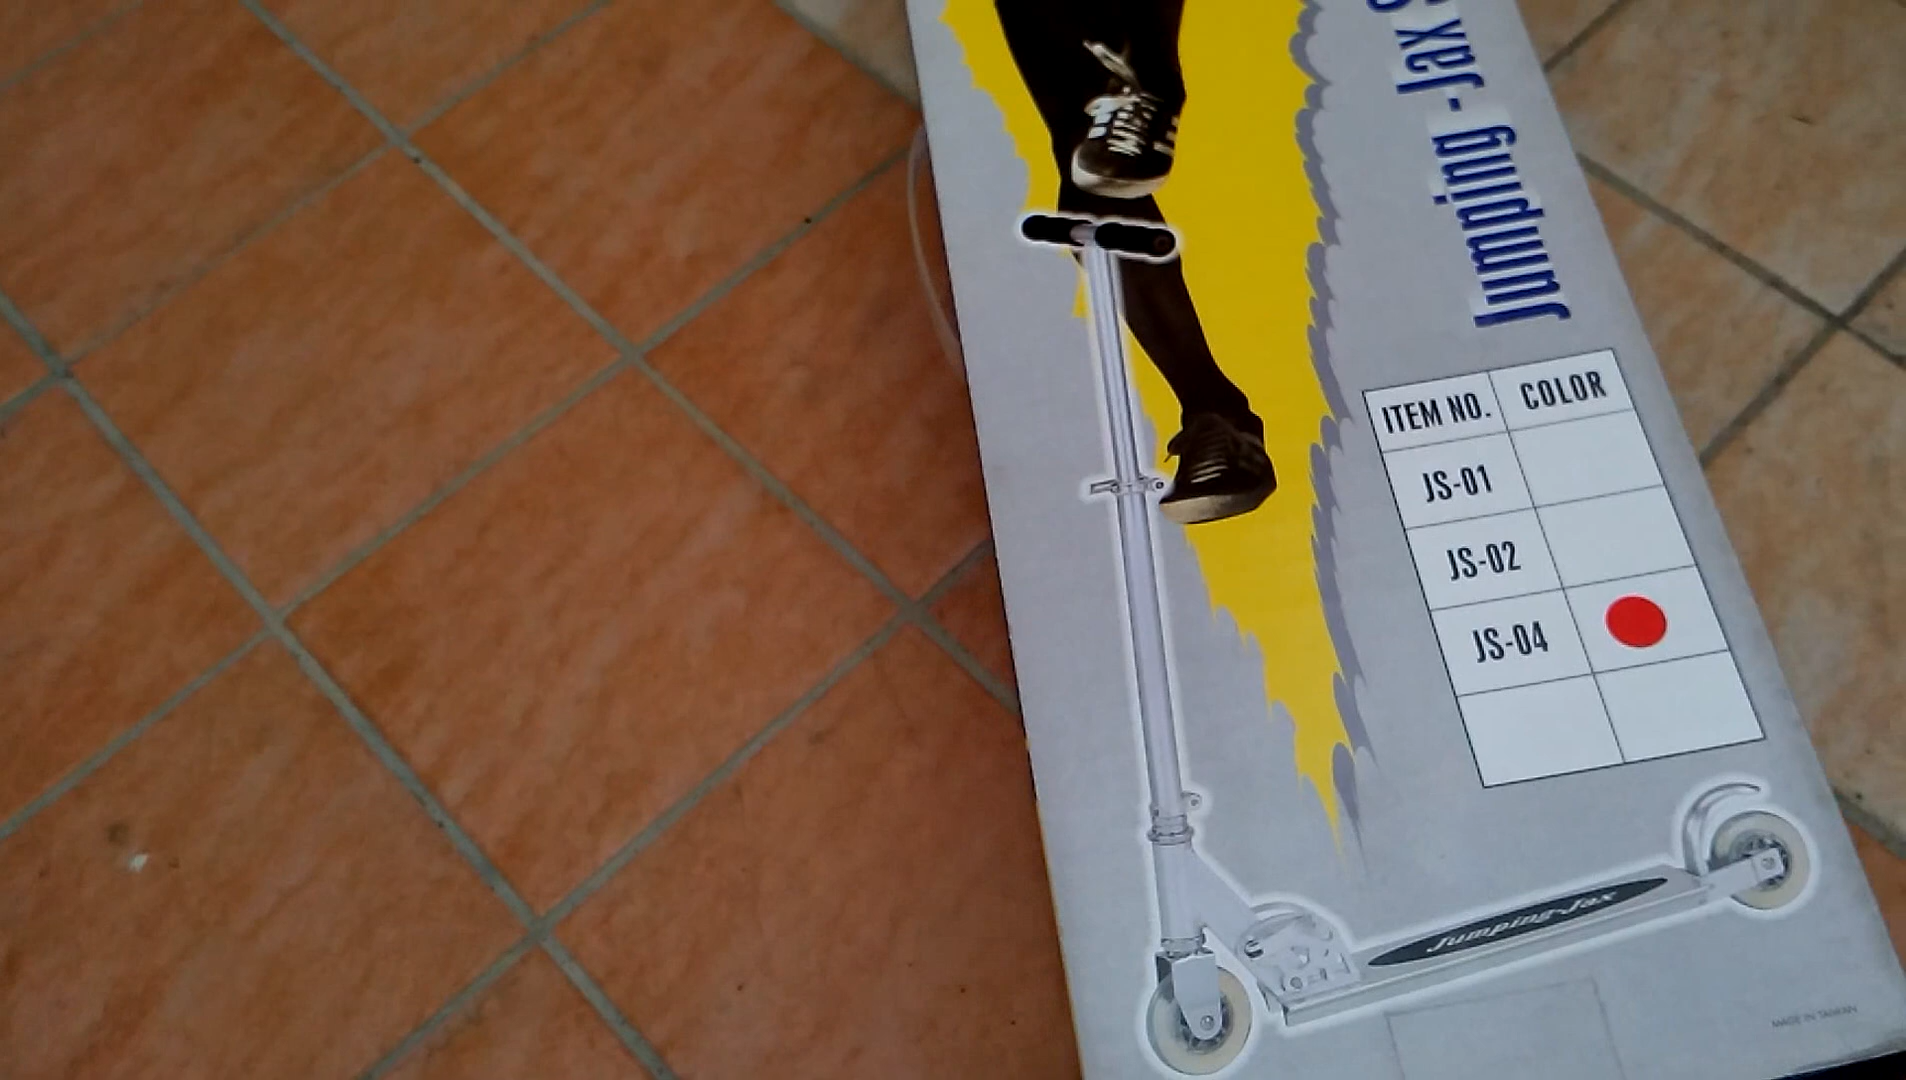 Jumping - Jax
ITEM NO. COLOR
JS-01
JS-02
JS-04
Jumping-Jax
MADE IN TAIWAN